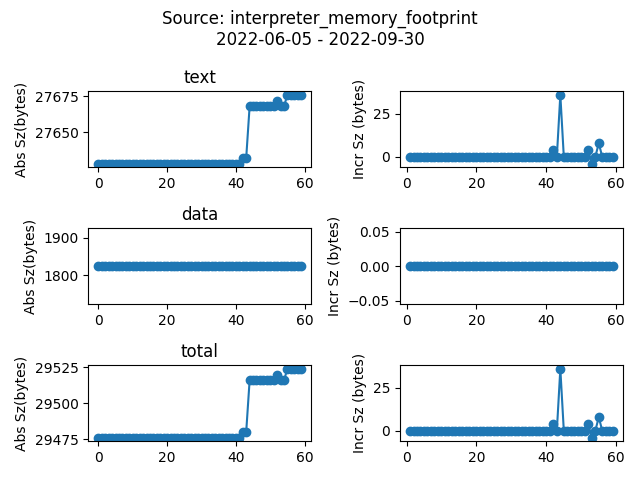 Source: interpreter_memory_footprint
2022-06-05 - 2022-09-30
text
Abs Sz(bytes)
27675
27650
0 20 40 60
Incr Sz (bytes)
25
0
0 20 40 60
data
Abs Sz(bytes)
1900
1800
0 20 40 60
Incr Sz (bytes)
0.05
0.00
−0.05
0 20 40 60
total
Abs Sz(bytes)
29525
29500
29475
0 20 40 60
Incr Sz (bytes)
25
0
0 20 40 60